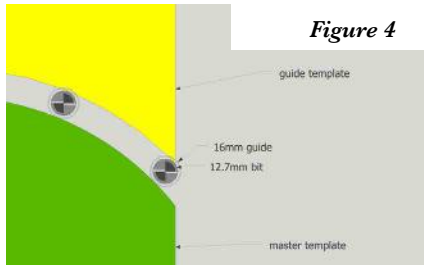 Figure 4
guide template
16mm guide
12.7mm bit
master template